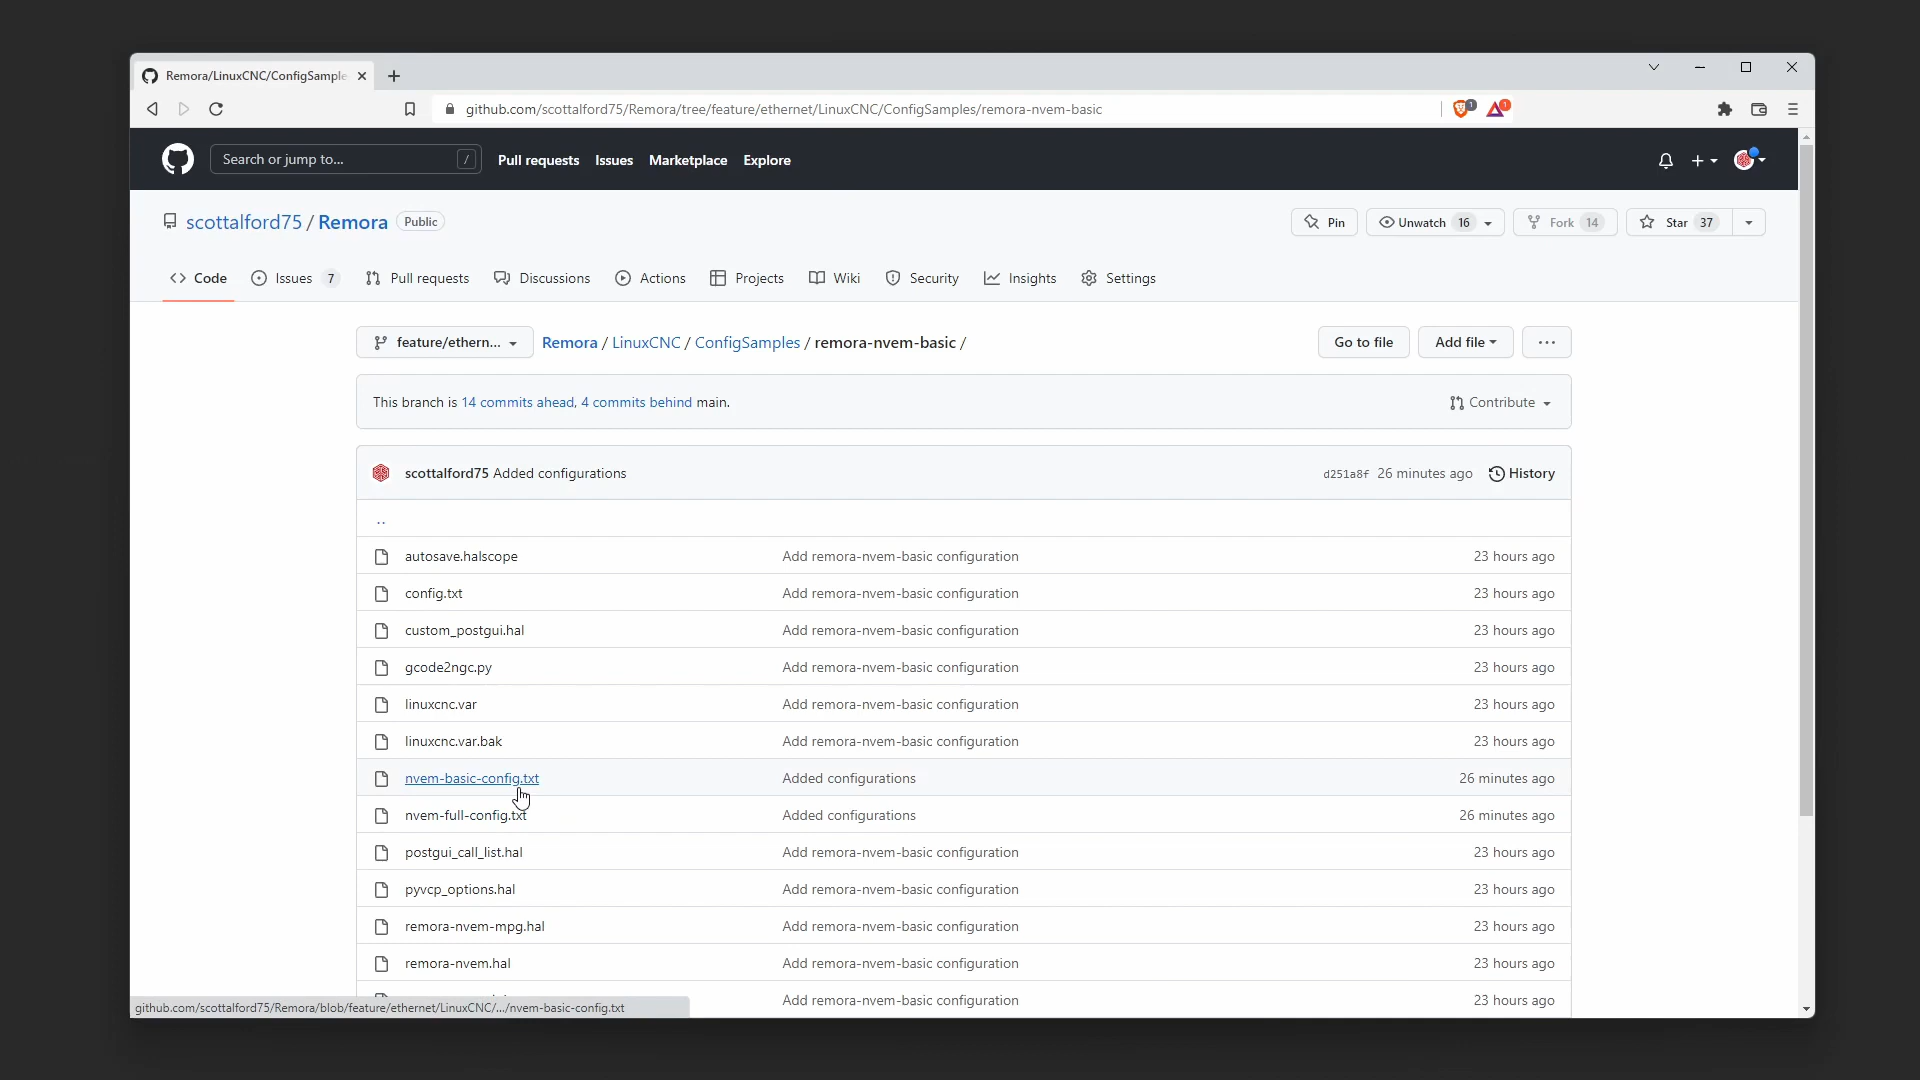 Remora/LinuxCNC/ConfigSample
github.com/scottalford75/Remora/tree/feature/ethernet/LinuxCNC/ConfigSamples/remora-nvem-basic
1
1
Search or jump to...
/
Pull requests
Issues
Marketplace
Explore
scottalford75 / Remora
Public
Pin
Unwatch 16
Fork 14
Star 37
Code
Issues 7
Pull requests
Discussions
Actions
Projects
Wiki
Security
Insights
Settings
feature/ethern...
Remora / LinuxCNC / ConfigSamples / remora-nvem-basic /
Go to file
Add file
...
This branch is 14 commits ahead, 4 commits behind main.
Contribute
scottalford75 Added configurations
d251a8f 26 minutes ago
History
..
autosave.halscope Add remora-nvem-basic configuration 23 hours ago
config.txt Add remora-nvem-basic configuration 23 hours ago
custom_postgui.hal Add remora-nvem-basic configuration 23 hours ago
gcode2ngc.py Add remora-nvem-basic configuration 23 hours ago
linuxcnc.var Add remora-nvem-basic configuration 23 hours ago
linuxcnc.var.bak Add remora-nvem-basic configuration 23 hours ago
nvem-basic-config.txt Added configurations 26 minutes ago
nvem-full-config.txt Added configurations 26 minutes ago
postgui_call_list.hal Add remora-nvem-basic configuration 23 hours ago
pyvcp_options.hal Add remora-nvem-basic configuration 23 hours ago
remora-nvem-mpg.hal Add remora-nvem-basic configuration 23 hours ago
remora-nvem.hal Add remora-nvem-basic configuration 23 hours ago
Add remora-nvem-basic configuration 23 hours ago
github.com/scottalford75/Remora/blob/feature/ethernet/LinuxCNC/.../nvem-basic-config.txt